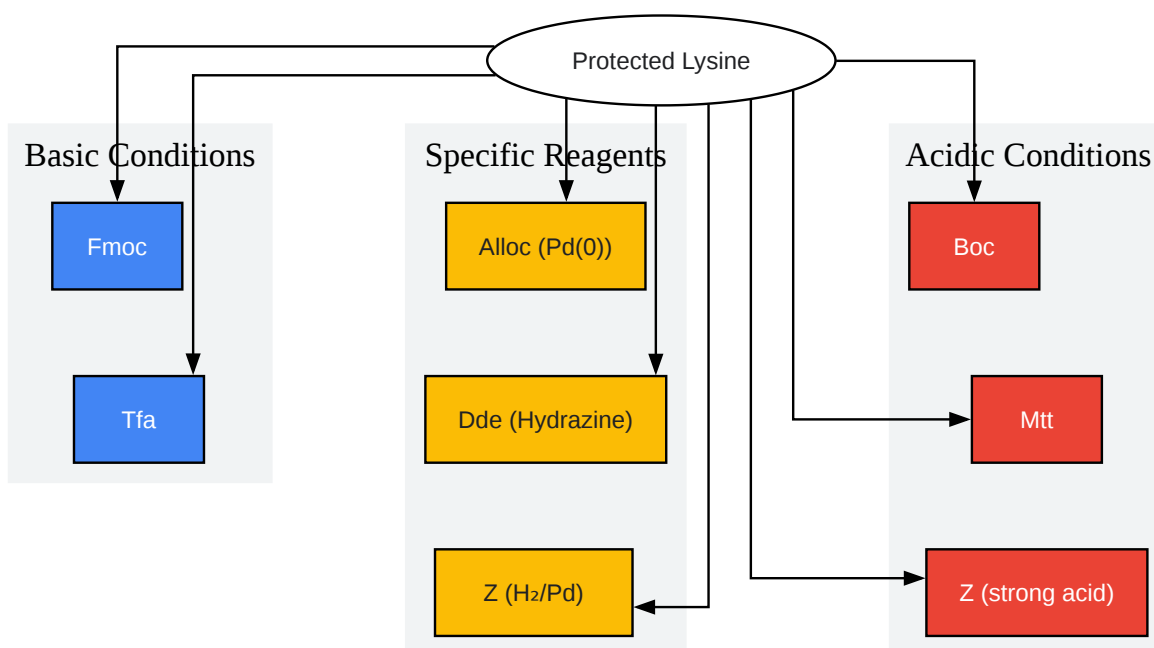 Protected Lysine
Basic Conditions
Fmoc
Tfa
Specific Reagents
Alloc (Pd(0))
Dde (Hydrazine)
Z (H₂/Pd)
Acidic Conditions
Boc
Mtt
Z (strong acid)